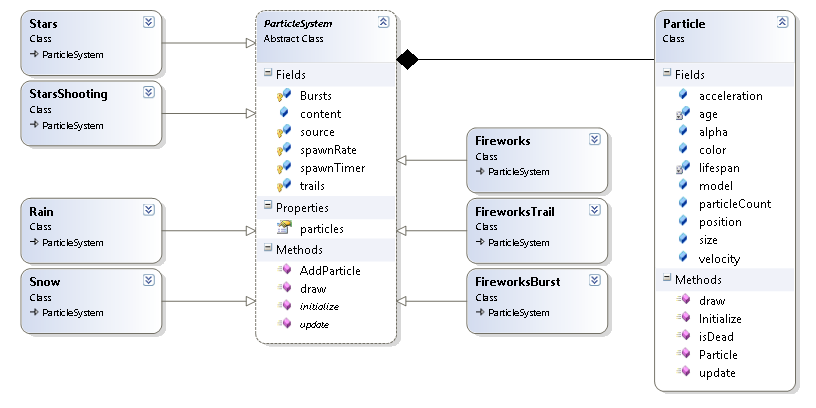 Stars
Class
ParticleSystem
StarsShooting
Class
ParticleSystem
Rain
Class
ParticleSystem
Snow
Class
ParticleSystem
ParticleSystem
Abstract Class
Fields
Bursts
content
source
spawnRate
spawnTimer
trails
Properties
particles
Methods
AddParticle
draw
initialize
update
Fireworks
Class
ParticleSystem
FireworksTrail
Class
ParticleSystem
FireworksBurst
Class
ParticleSystem
Particle
Class
Fields
acceleration
age
alpha
color
lifespan
model
particleCount
position
size
velocity
Methods
draw
Initialize
isDead
Particle
update